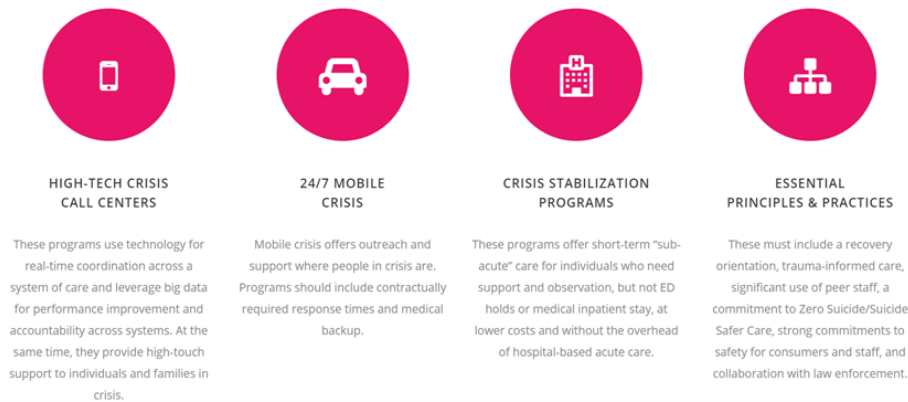 H
HIGH-TECH CRISIS
CALL CENTERS
These programs use technology for
real-time coordination across a
system of care and leverage big data
for performance improvement and
accountability across systems. At the
same time, they provide high-touch
support to individuals and families in
crisis.
24/7 MOBILE
CRISIS
Mobile crisis offers outreach and
support where people in crisis are.
Programs should include contractually
required response times and medical
backup.
CRISIS STABILIZATION
PROGRAMS
These programs offer short-term “sub-
acute” care for individuals who need
support and observation, but not ED
holds or medical inpatient stay, at
lower costs and without the overhead
of hospital-based acute care.
ESSENTIAL
PRINCIPLES & PRACTICES
These must include a recovery
orientation, trauma-informed care,
significant use of peer staff, a
commitment to Zero Suicide/Suicide
Safer Care, strong commitments to
safety for consumers and staff, and
collaboration with law enforcement.